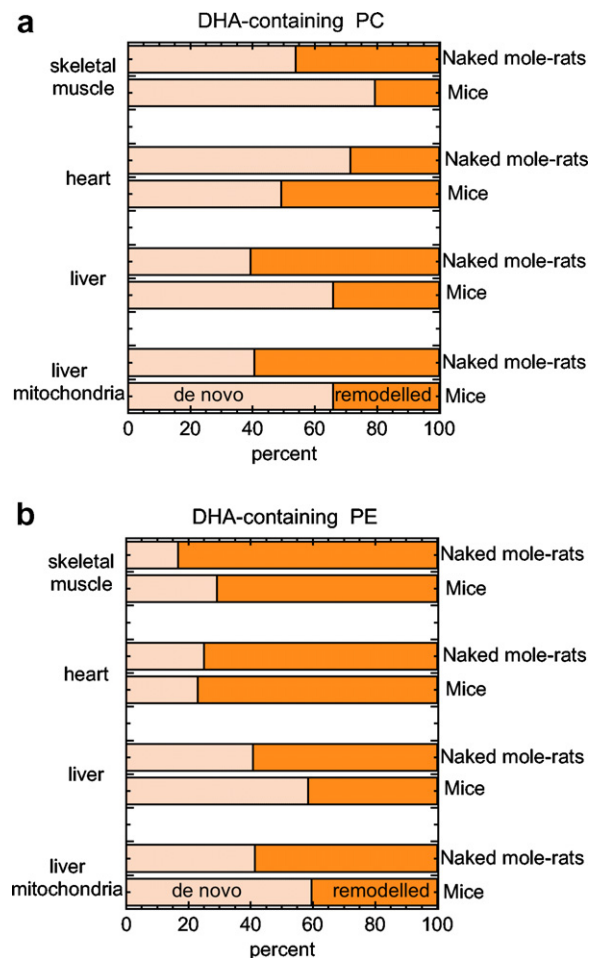 a
DHA-containing PC
skeletal
muscle
Naked mole-rats
Mice
heart
Naked mole-rats
Mice
liver
Naked mole-rats
Mice
liver
mitochondria
Naked mole-rats
de novo
remodelled
Mice
0 20 40 60 80 100
percent
b
DHA-containing PE
skeletal
muscle
Naked mole-rats
Mice
heart
Naked mole-rats
Mice
liver
Naked mole-rats
Mice
liver
mitochondria
Naked mole-rats
de novo
remodelled
Mice
0 20 40 60 80 100
percent